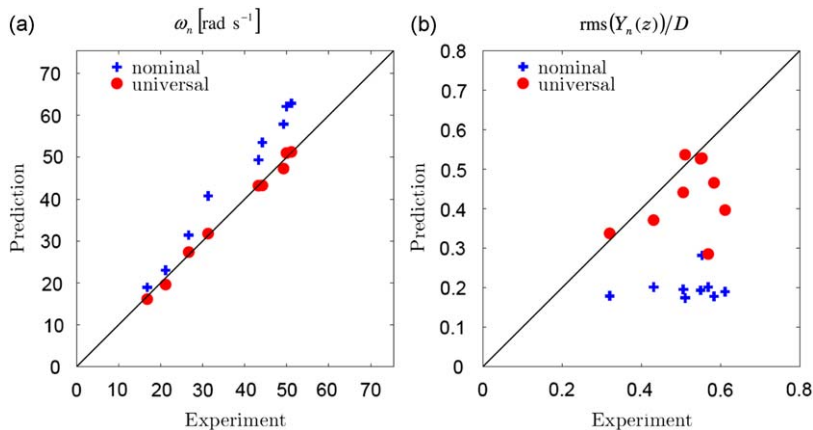 (a)
ω_n [rad s⁻¹]
nominal
universal
Prediction
70
60
50
40
30
20
10
0
0 10 20 30 40 50 60 70
Experiment
(b)
rms(Y_n(z))/D
nominal
universal
Prediction
0.8
0.7
0.6
0.5
0.4
0.3
0.2
0.1
0
0 0.2 0.4 0.6 0.8
Experiment